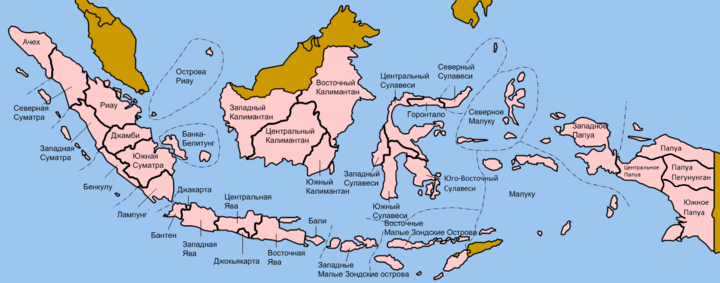 Ачех
Северная
Суматра
Риау
Западная
Суматра
Джамби
Южная
Суматра
Бенкулу
Лампунг
Острова
Риау
Банка-
Белитунг
Джакарта
Бантен
Западная
Ява
Центральная
Ява
Джокьякарта
Восточная
Ява
Бали
Западный
Калимантан
Центральный
Калимантан
Восточный
Калимантан
Южный
Калимантан
Центральный
Сулавеси
Северный
Сулавеси
Горонтало
Западный
Сулавеси
Южный
Сулавеси
Юго-Восточный
Сулавеси
Западные
Малые Зондские острова
Восточные
Малые Зондские Острова
Северное
Малуку
Малуку
Западное
Папуа
Центральное
Папуа
Папуа
Папуа
Пегунунган
Южное
Папуа